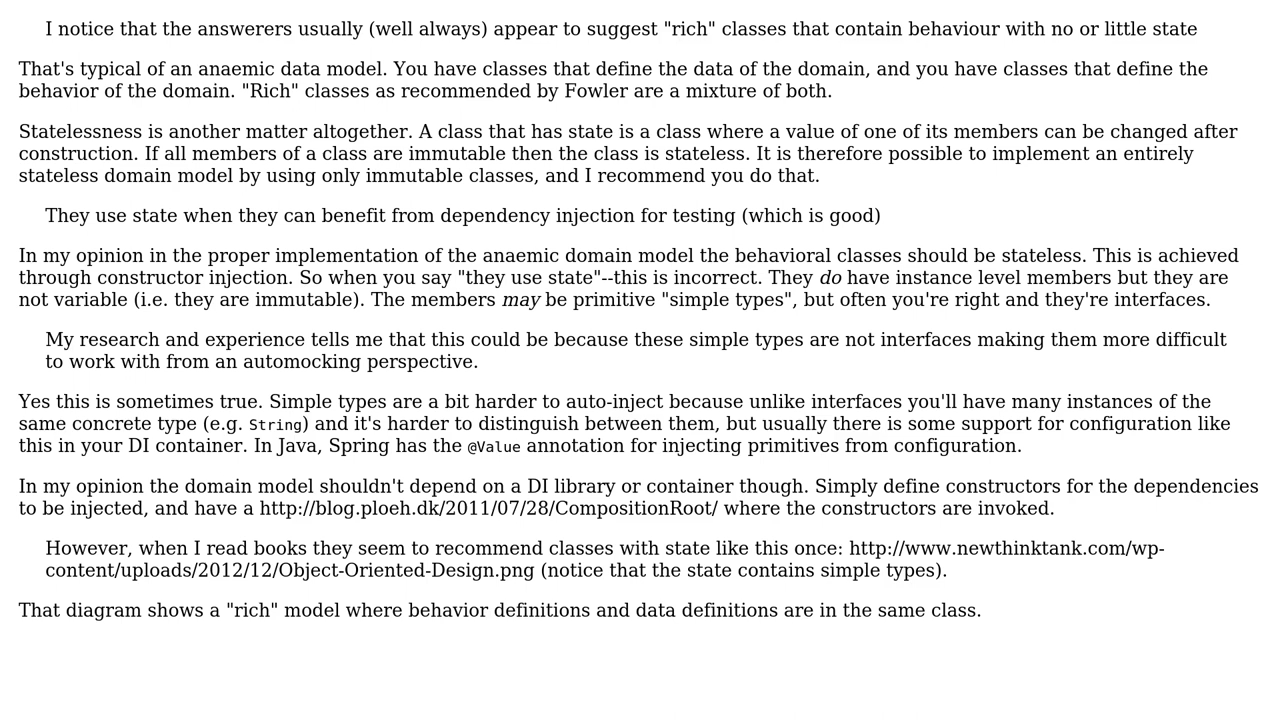 I notice that the answerers usually (well always) appear to suggest "rich" classes that contain behaviour with no or little state
That's typical of an anaemic data model. You have classes that define the data of the domain, and you have classes that define the
behavior of the domain. "Rich" classes as recommended by Fowler are a mixture of both.
Statelessness is another matter altogether. A class that has state is a class where a value of one of its members can be changed after
construction. If all members of a class are immutable then the class is stateless. It is therefore possible to implement an entirely
stateless domain model by using only immutable classes, and I recommend you do that.
They use state when they can benefit from dependency injection for testing (which is good)
In my opinion in the proper implementation of the anaemic domain model the behavioral classes should be stateless. This is achieved
through constructor injection. So when you say "they use state"--this is incorrect. They do have instance level members but they are
not variable (i.e. they are immutable). The members may be primitive "simple types", but often you're right and they're interfaces.
My research and experience tells me that this could be because these simple types are not interfaces making them more difficult
to work with from an automocking perspective.
Yes this is sometimes true. Simple types are a bit harder to auto-inject because unlike interfaces you'll have many instances of the
same concrete type (e.g. String) and it's harder to distinguish between them, but usually there is some support for configuration like
this in your DI container. In Java, Spring has the @Value annotation for injecting primitives from configuration.
In my opinion the domain model shouldn't depend on a DI library or container though. Simply define constructors for the dependencies
to be injected, and have a http://blog.ploeh.dk/2011/07/28/CompositionRoot/ where the constructors are invoked.
However, when I read books they seem to recommend classes with state like this once: http://www.newthinktank.com/wp-
content/uploads/2012/12/Object-Oriented-Design.png (notice that the state contains simple types).
That diagram shows a "rich" model where behavior definitions and data definitions are in the same class.